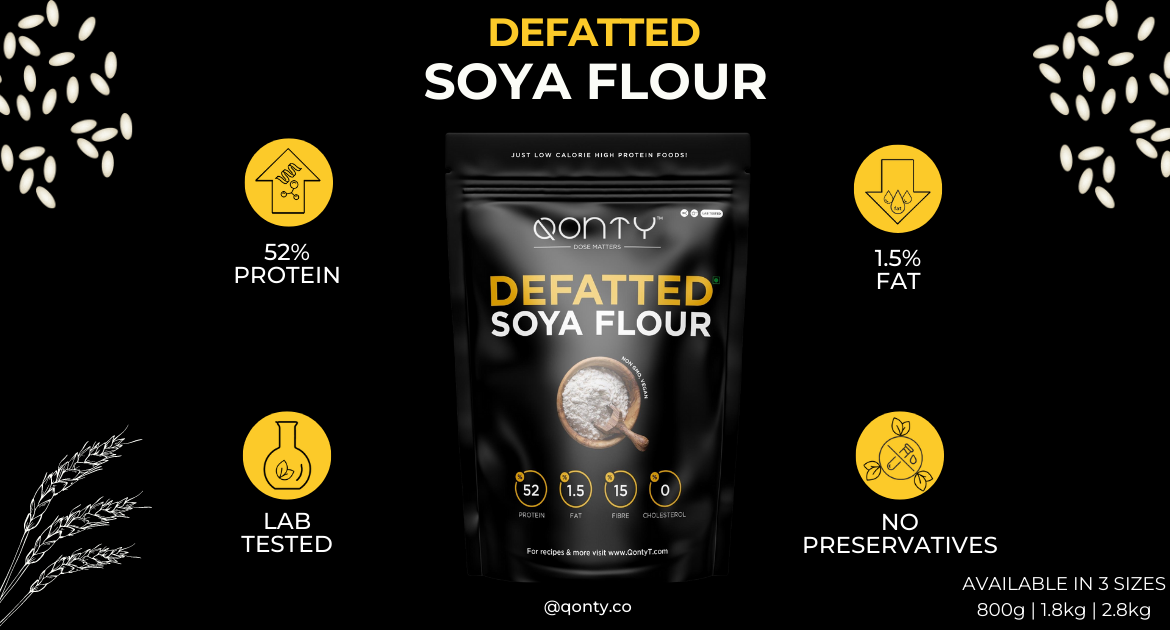 DEFATTED
SOYA FLOUR
52%
PROTEIN
LAB
TESTED
JUST LOW CALORIE HIGH PROTEIN FOODS!
QONTY™
DOSE MATTERS
DEFATTED
SOYA FLOUR
NON GMO, VEGAN
% 52
PROTEIN
% 1.5
FAT
% 15
FIBRE
% 0
CHOLESTEROL
For recipes & more visit www.QontyT.com
@qonty.co
fat
1.5%
FAT
NO
PRESERVATIVES
AVAILABLE IN 3 SIZES
800g | 1.8kg | 2.8kg